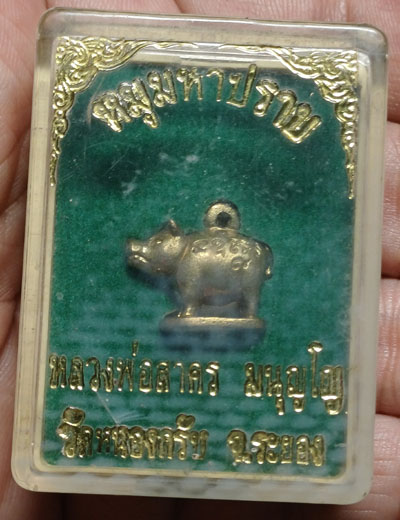 หมูมหาปราบ
หลวงพ่อสาคร มนุญฺโญ
วัดหนองกรับ จ.ระยอง